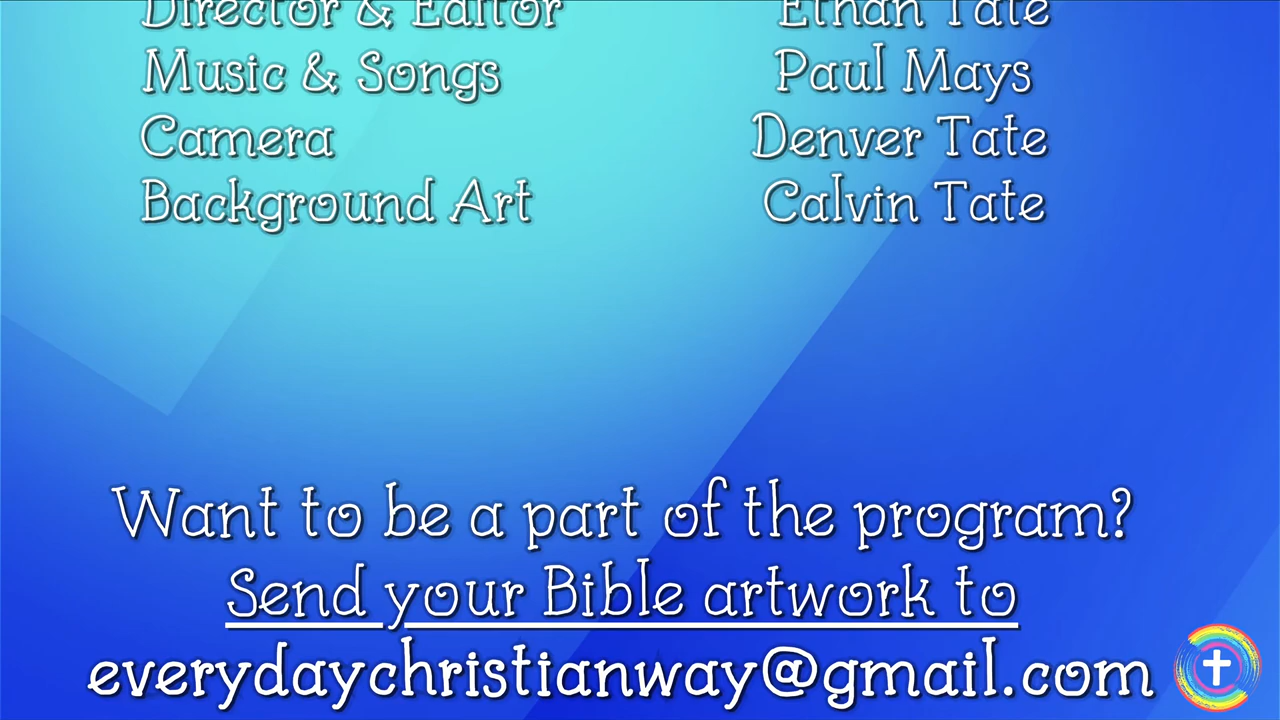 Director & Editor Ethan Tate
Music & Songs Paul Mays
Camera Denver Tate
Background Art Calvin Tate
Want to be a part of the program?
Send your Bible artwork to
everydaychristianway@gmail.com